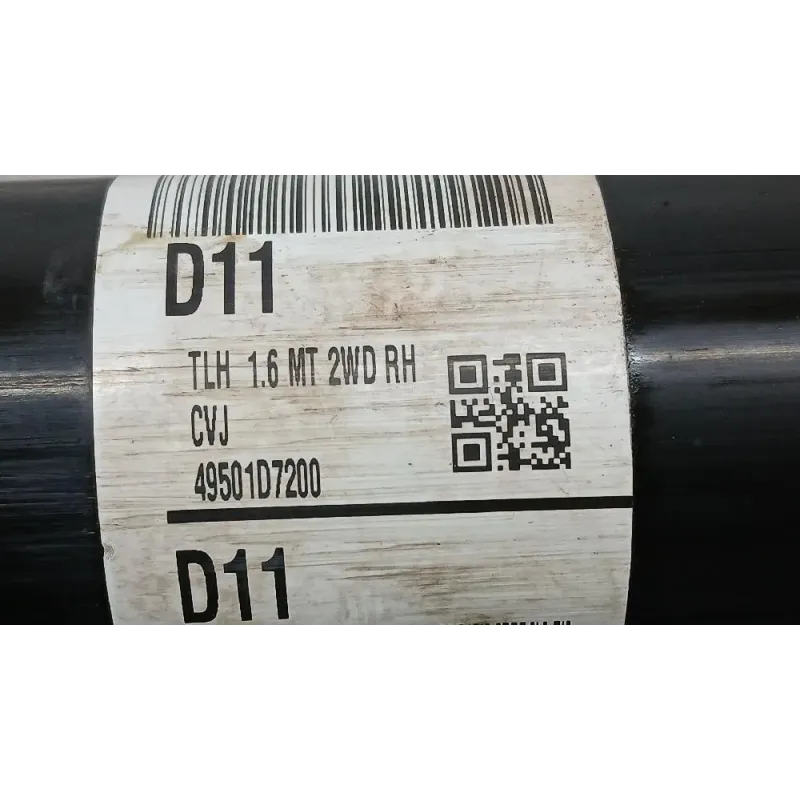 D11
TLH 1.6 MT 2WD RH
CVJ
49501D7200
D11